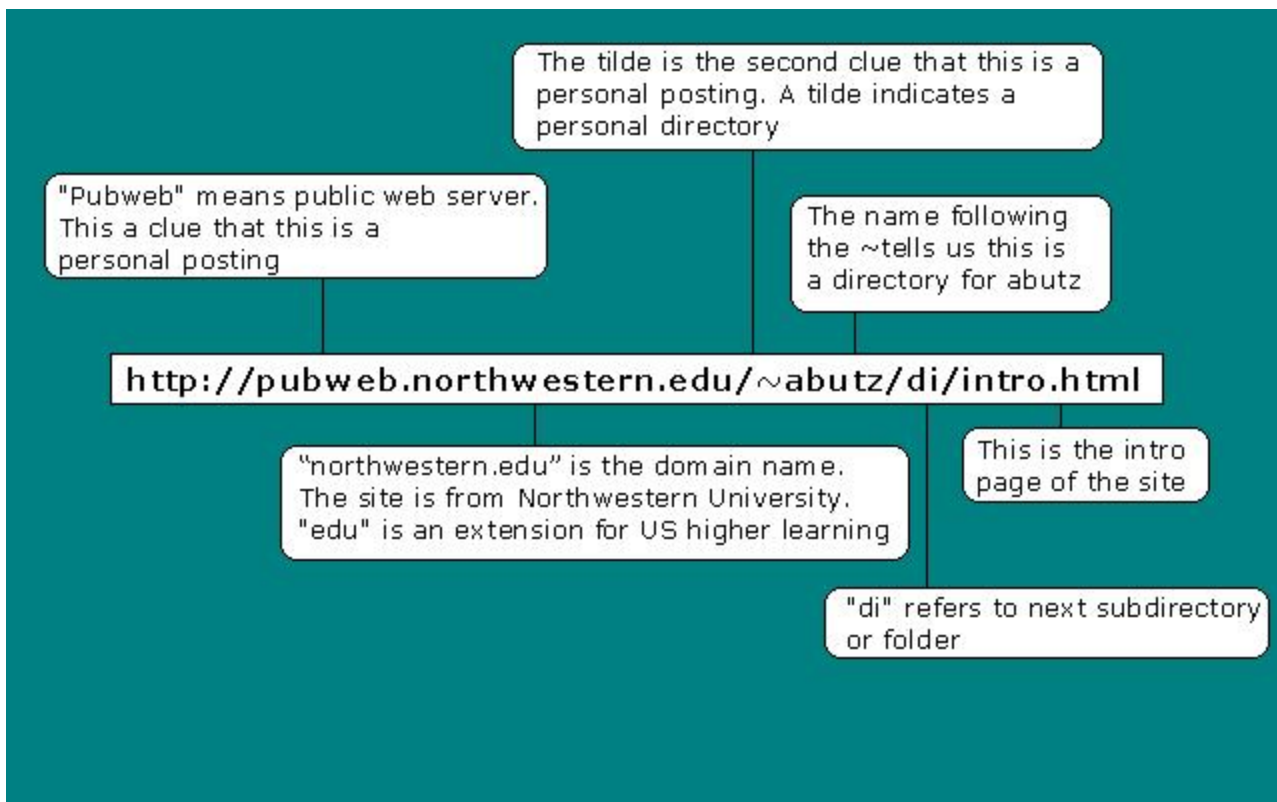 The tilde is the second clue that this is a
personal posting. A tilde indicates a
personal directory
"Pubweb" means public web server.
This a clue that this is a
personal posting
The name following
the ~tells us this is
a directory for abutz
http://pubweb.northwestern.edu/~abutz/di/intro.html
"northwestern.edu” is the domain name.
The site is from Northwestern University.
"edu" is an extension for US higher learning
This is the intro
page of the site
"di" refers to next subdirectory
or folder